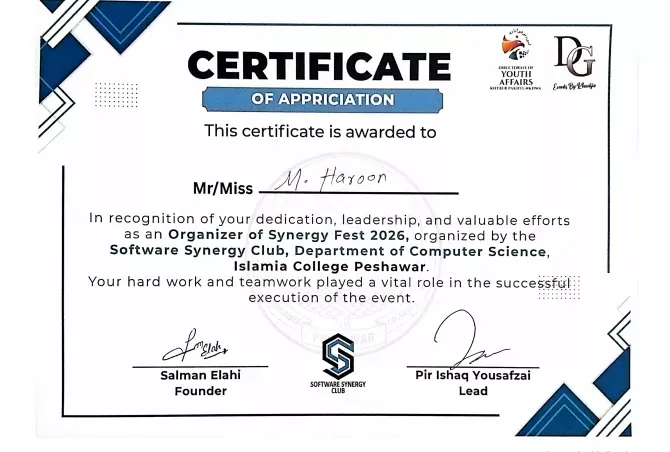 CERTIFICATE
OF APPRICIATION
DIRECTORATE OF
YOUTH
AFFAIRS
KHYBER PAKHTUNKHWA
DG
Events By Khalifa
This certificate is awarded to
Mr/Miss M. Haroon
In recognition of your dedication, leadership, and valuable efforts
as an Organizer of Synergy Fest 2026, organized by the
Software Synergy Club, Department of Computer Science,
Islamia College Peshawar.
Your hard work and teamwork played a vital role in the successful
execution of the event.
Salman Elahi
Founder
SOFTWARE SYNERGY
CLUB
Pir Ishaq Yousafzai
Lead